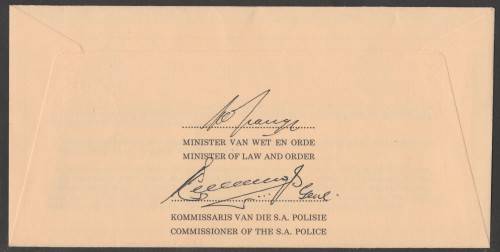 MINISTER VAN WET EN ORDE
MINISTER OF LAW AND ORDER
KOMMISSARIS VAN DIE S.A. POLISIE
COMMISSIONER OF THE S.A. POLICE